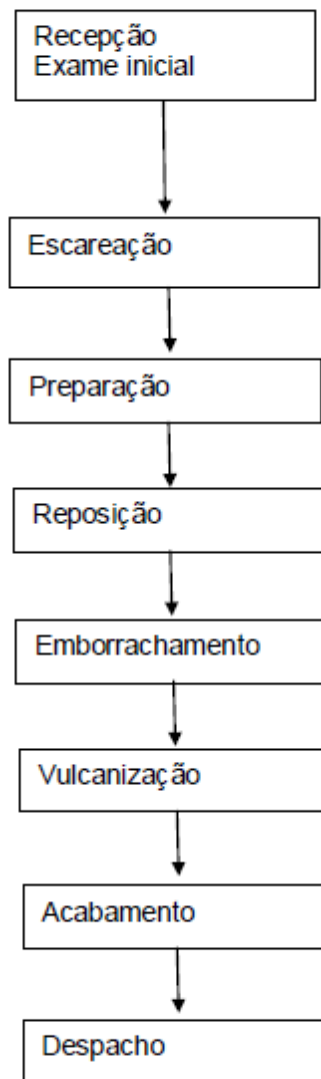 Recepção
Exame inicial
Escareação
Preparação
Reposição
Emborrachamento
Vulcanização
Acabamento
Despacho